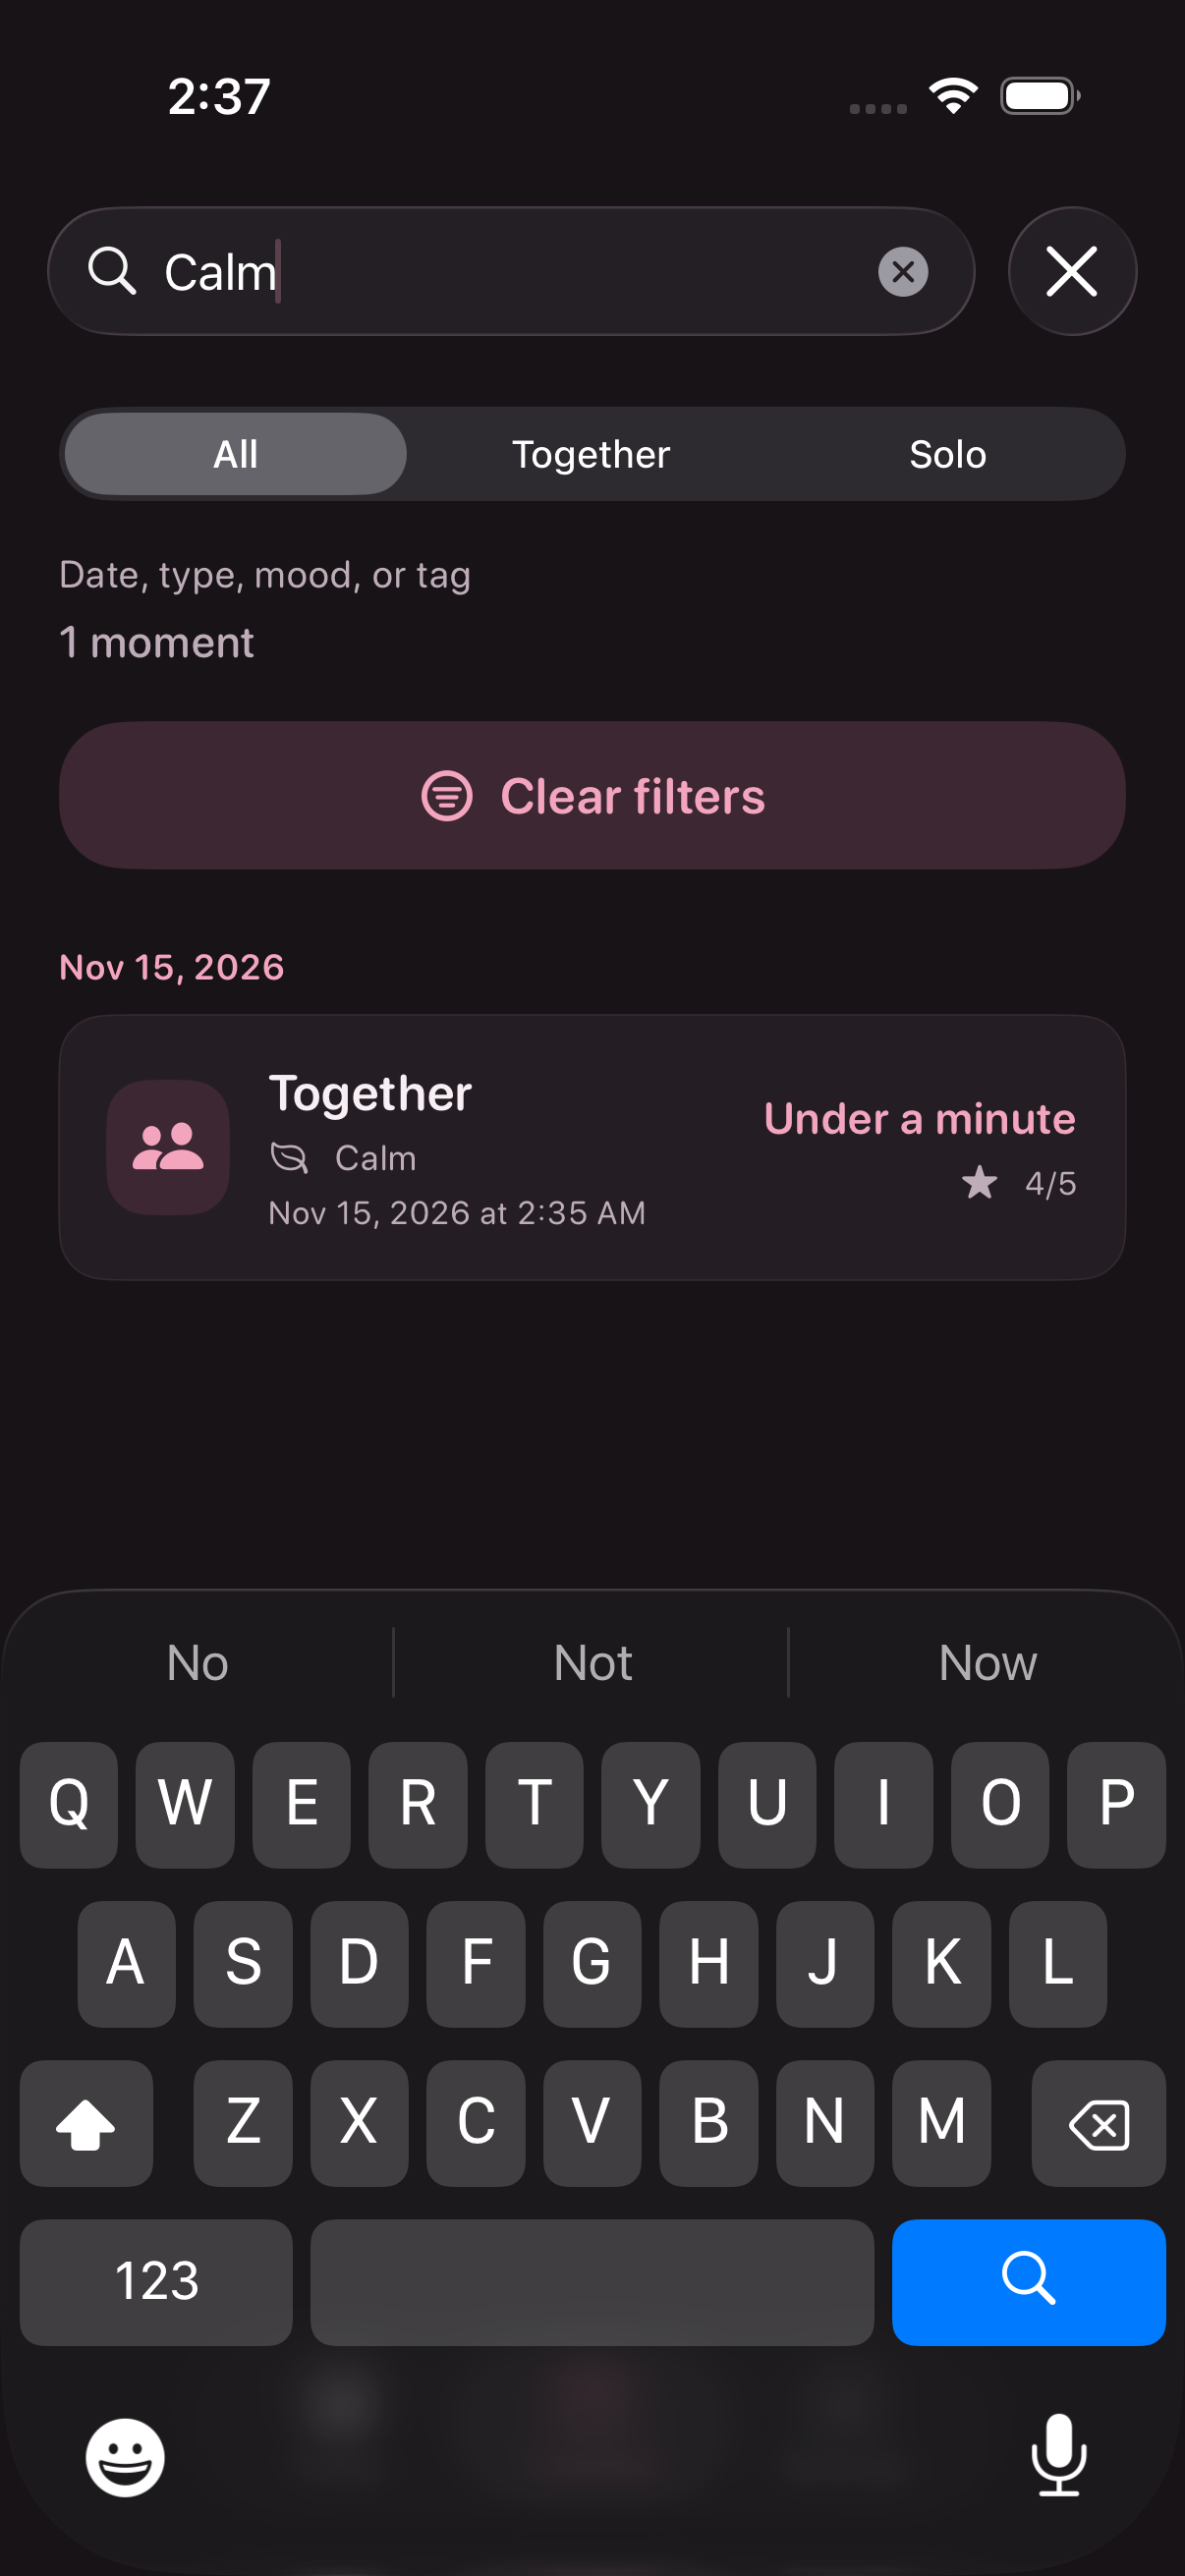 2:37
Calm
All Together Solo
Date, type, mood, or tag
1 moment
Clear filters
Nov 15, 2026
Together
Calm
Nov 15, 2026 at 2:35 AM
Under a minute
4/5
No Not Now
Q W E R T Y U I O P
A S D F G H J K L
Z X C V B N M
123